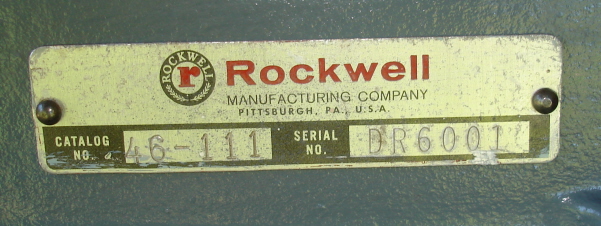 ROCKWELL
r
Rockwell
MANUFACTURING COMPANY
PITTSBURGH, PA., U.S.A.
CATALOG NO. 46-111 SERIAL NO. DR6001